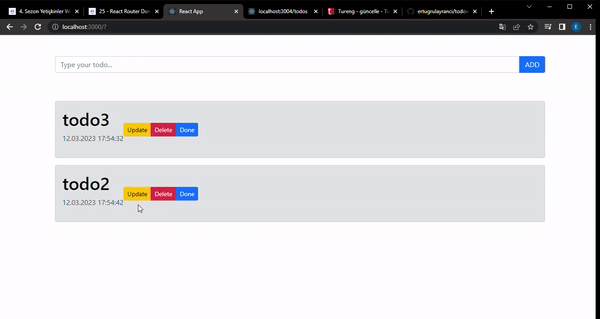 4. Sezon Yetişkinler W
25 - React Router Dom
React App
localhost:3004/todos
Tureng - güncelle - Tü
ertugrulayranci/todo-
localhost:3000/?
E
Type your todo...
ADD
todo3
12.03.2023 17:54:32
Update Delete Done
todo2
12.03.2023 17:54:42
Update Delete Done